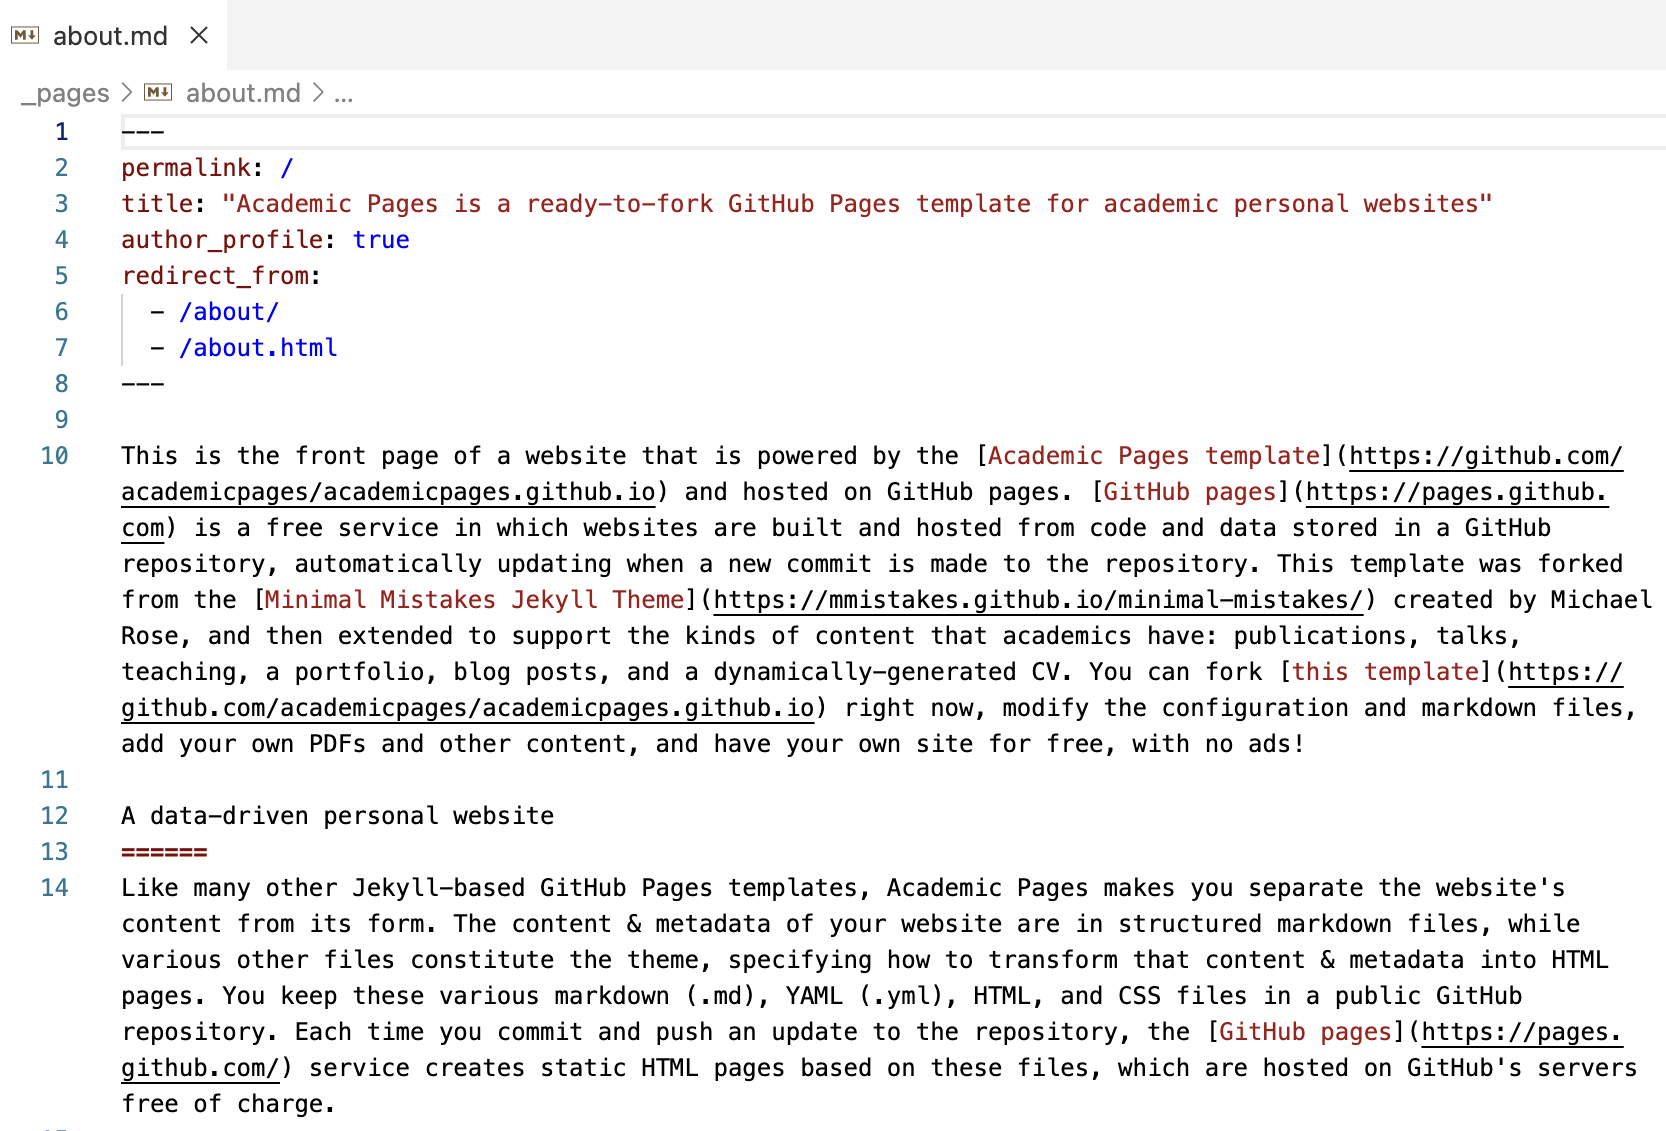 about.md
_pages > about.md > ...
1 ---
2 permalink: /
3 title: "Academic Pages is a ready-to-fork GitHub Pages template for academic personal websites"
4 author_profile: true
5 redirect_from:
6 - /about/
7 - /about.html
8 ---
9
10 This is the front page of a website that is powered by the [Academic Pages template](https://github.com/
academicpages/academicpages.github.io) and hosted on GitHub pages. [GitHub pages](https://pages.github.
com) is a free service in which websites are built and hosted from code and data stored in a GitHub
repository, automatically updating when a new commit is made to the repository. This template was forked
from the [Minimal Mistakes Jekyll Theme](https://mmistakes.github.io/minimal-mistakes/) created by Michael
Rose, and then extended to support the kinds of content that academics have: publications, talks,
teaching, a portfolio, blog posts, and a dynamically-generated CV. You can fork [this template](https://
github.com/academicpages/academicpages.github.io) right now, modify the configuration and markdown files,
add your own PDFs and other content, and have your own site for free, with no ads!
11
12 A data-driven personal website
13 ======
14 Like many other Jekyll-based GitHub Pages templates, Academic Pages makes you separate the website's
content from its form. The content & metadata of your website are in structured markdown files, while
various other files constitute the theme, specifying how to transform that content & metadata into HTML
pages. You keep these various markdown (.md), YAML (.yml), HTML, and CSS files in a public GitHub
repository. Each time you commit and push an update to the repository, the [GitHub pages](https://pages.
github.com/) service creates static HTML pages based on these files, which are hosted on GitHub's servers
free of charge.